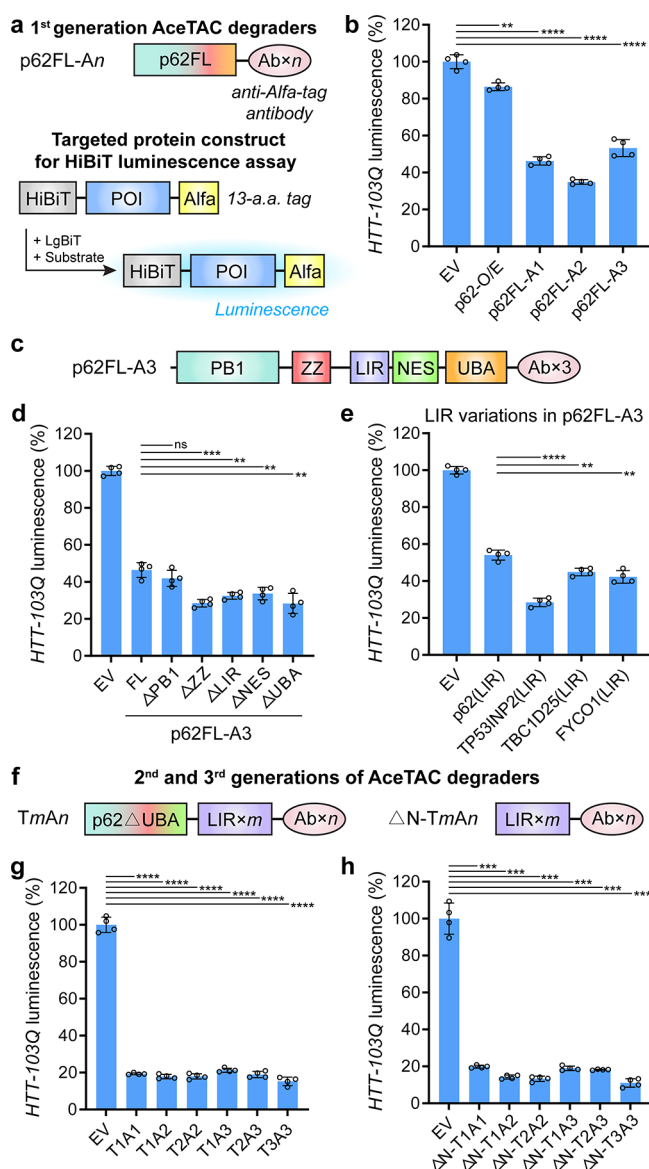 a 1st generation AceTAC degraders
p62FL-An
p62FL
Ab×n
anti-Alfa-tag
antibody
Targeted protein construct
for HiBiT luminescence assay
HiBiT
POI
Alfa
13-a.a. tag
+ LgBiT
+ Substrate
HiBiT
POI
Alfa
Luminescence
b
HTT-103Q luminescence (%)
120
100
80
60
40
20
0
**
****
****
****
EV
p62-O/E
p62FL-A1
p62FL-A2
p62FL-A3
c
p62FL-A3
PB1
ZZ
LIR
NES
UBA
Ab×3
d
HTT-103Q luminescence (%)
120
100
80
60
40
20
0
ns
***
**
**
**
EV
FL
△PB1
△ZZ
△LIR
△NES
△UBA
p62FL-A3
e
LIR variations in p62FL-A3
HTT-103Q luminescence (%)
120
100
80
60
40
20
0
****
**
**
EV
p62(LIR)
TP53INP2(LIR)
TBC1D25(LIR)
FYCO1(LIR)
f
2nd and 3rd generations of AceTAC degraders
TmAn
p62△UBA
LIR×m
Ab×n
△N-TmAn
LIR×m
Ab×n
g
HTT-103Q luminescence (%)
120
100
80
60
40
20
0
****
****
****
****
****
****
EV
T1A1
T1A2
T2A2
T1A3
T2A3
T3A3
h
HTT-103Q luminescence (%)
120
100
80
60
40
20
0
***
***
***
***
***
***
EV
ΔN-T1A1
ΔN-T1A2
ΔN-T2A2
ΔN-T1A3
ΔN-T2A3
ΔN-T3A3